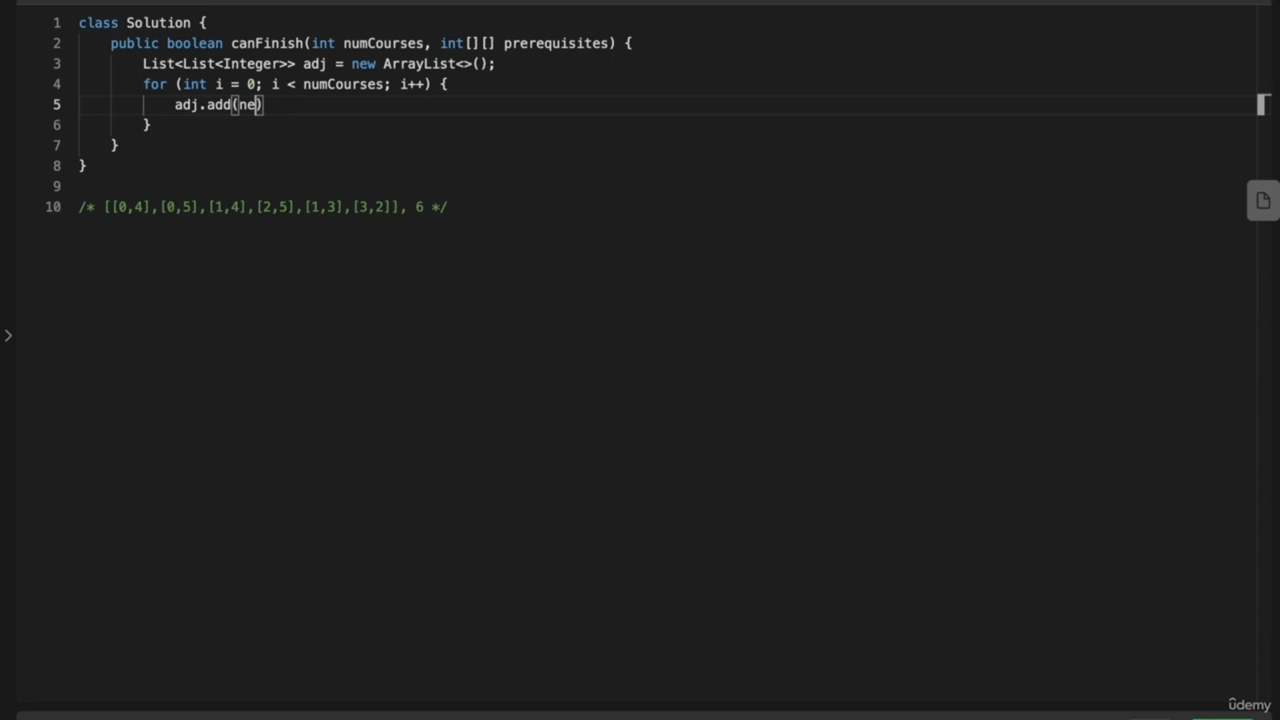 1 class Solution {
2 public boolean canFinish(int numCourses, int[][] prerequisites) {
3 List<List<Integer>> adj = new ArrayList<>();
4 for (int i = 0; i < numCourses; i++) {
5 adj.add(ne)
6 }
7 }
8 }
9
10 /* [[0,4],[0,5],[1,4],[2,5],[1,3],[3,2]], 6 */
ûdemy